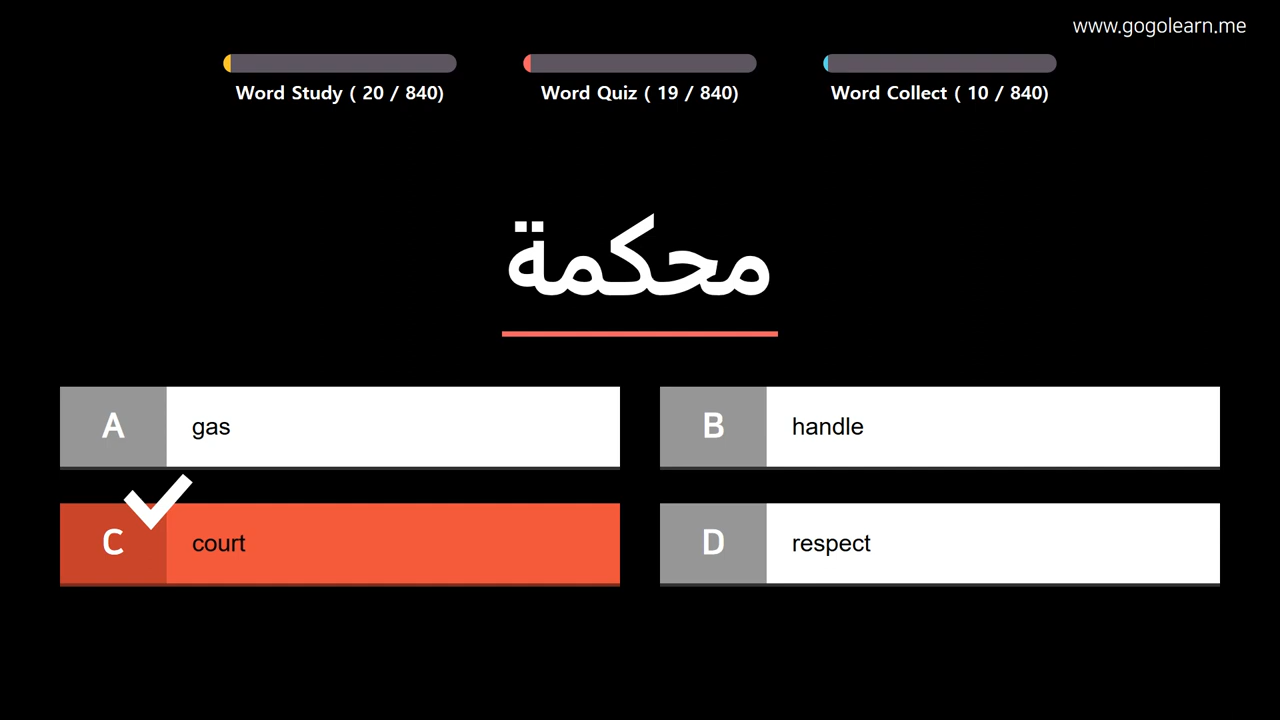 www.gogolearn.me
Word Study ( 20 / 840)
Word Quiz ( 19 / 840)
Word Collect ( 10 / 840)
محكمة
A gas
B handle
C court
D respect